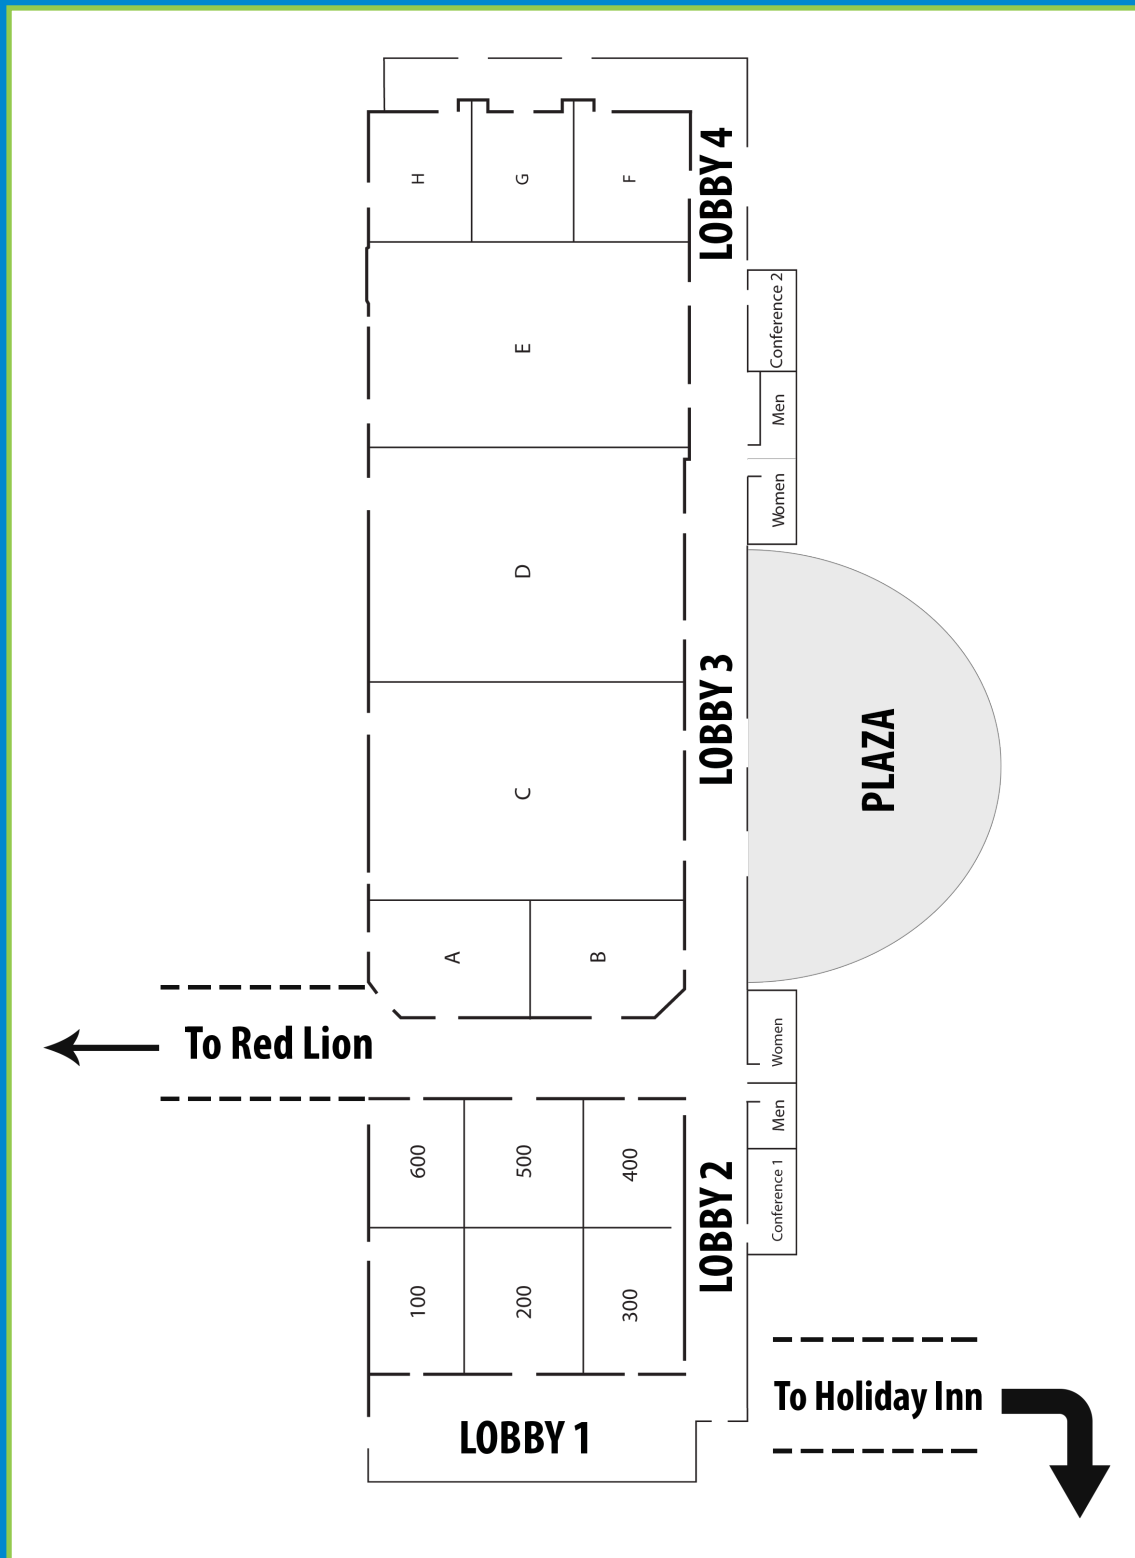 LOBBY 4
H
G
F
Conference 2
E
Men
Women
D
LOBBY 3
PLAZA
C
A
B
To Red Lion
Women
Men
600
500
400
LOBBY 2
Conference 1
100
200
300
To Holiday Inn
LOBBY 1